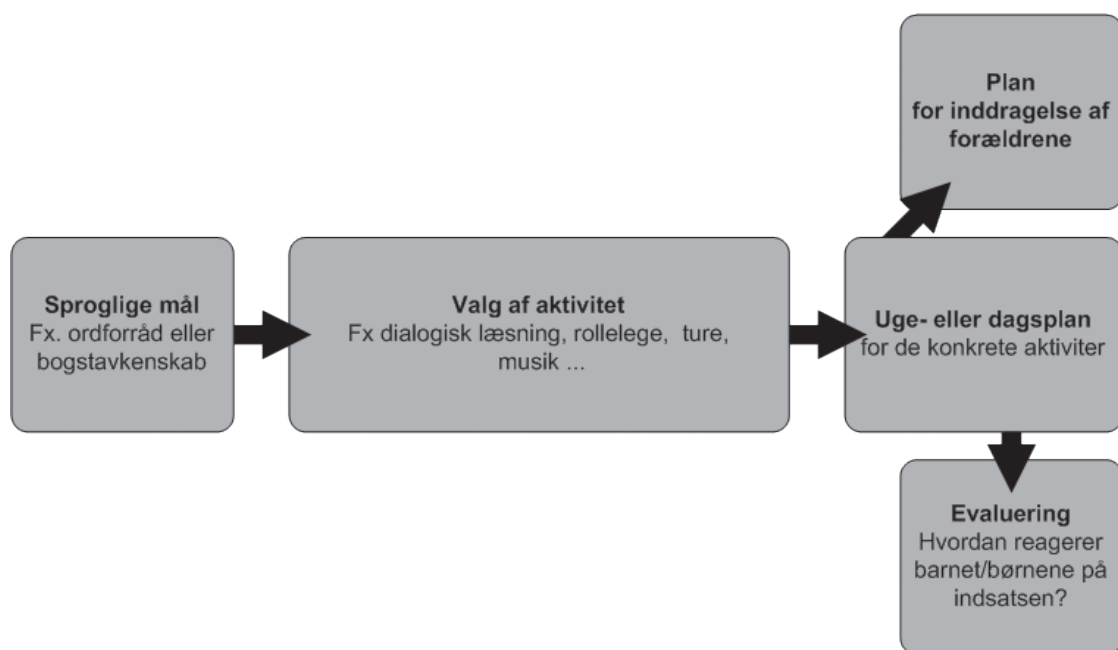 Plan
for inddragelse af
forældrene
Sproglige mål
Fx. ordforråd eller
bogstavkenskab
Valg af aktivitet
Fx dialogisk læsning, rollelege, ture,
musik ...
Uge- eller dagsplan
for de konkrete aktiviter
Evaluering
Hvordan reagerer
barnet/børnene på
indsatsen?